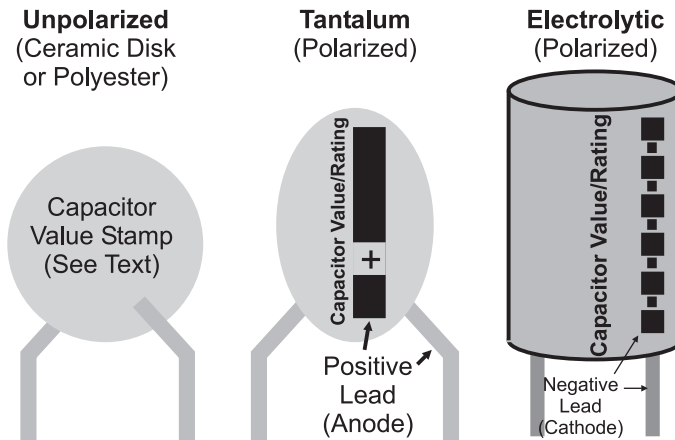 Unpolarized
(Ceramic Disk
or Polyester)
Capacitor
Value Stamp
(See Text)
Tantalum
(Polarized)
Capacitor Value/Rating
+
Positive
Lead
(Anode)
Electrolytic
(Polarized)
Capacitor Value/Rating
Negative
Lead
(Cathode)